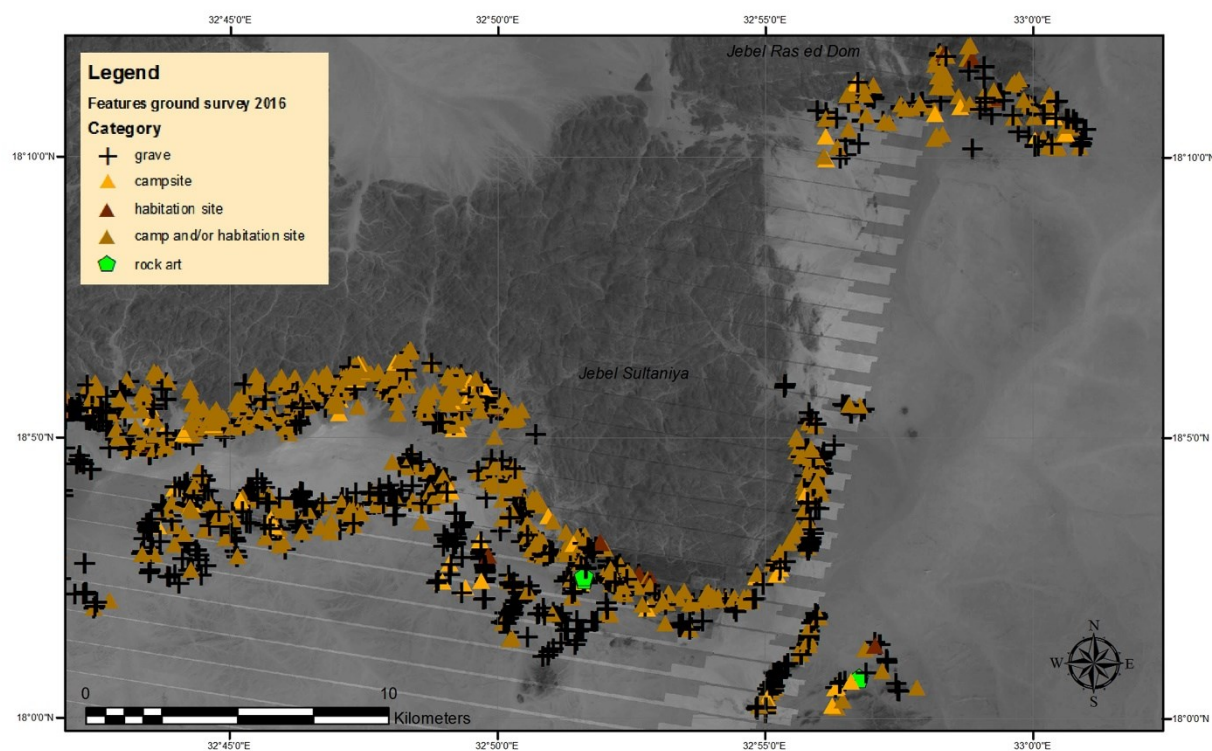 32°45'0"E
32°50'0"E
32°55'0"E
33°0'0"E
Jebel Ras ed Dom
Legend
Features ground survey 2016
Category
grave
campsite
habitation site
camp and/or habitation site
rock art
18°10'0"N
18°10'0"N
Jebel Sultaniya
18°5'0"N
18°5'0"N
N
W
E
S
0
10
Kilometers
18°0'0"N
18°0'0"N
32°45'0"E
32°50'0"E
32°55'0"E
33°0'0"E